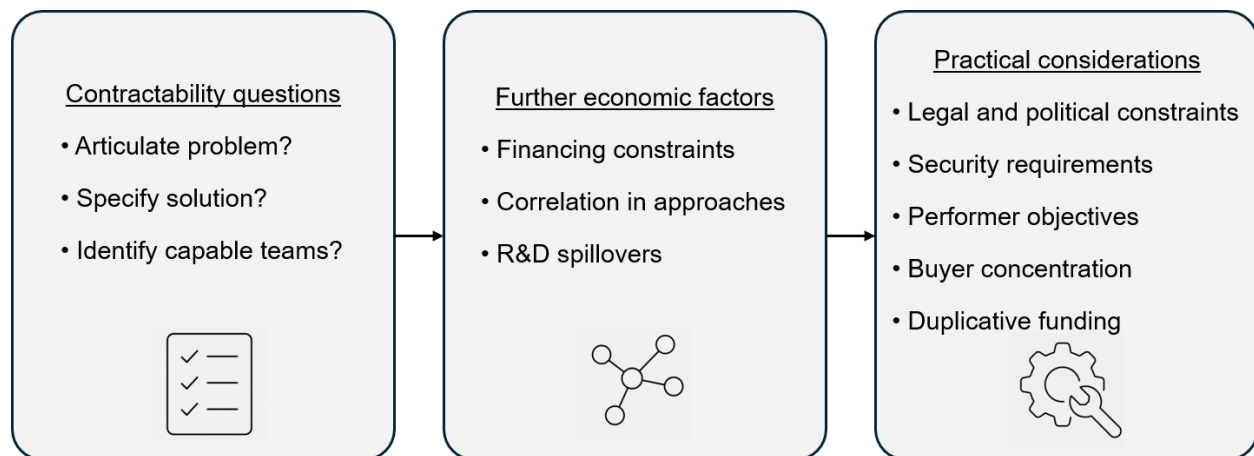 Contractability questions
• Articulate problem?
• Specify solution?
• Identify capable teams?
Further economic factors
• Financing constraints
• Correlation in approaches
• R&D spillovers
Practical considerations
• Legal and political constraints
• Security requirements
• Performer objectives
• Buyer concentration
• Duplicative funding